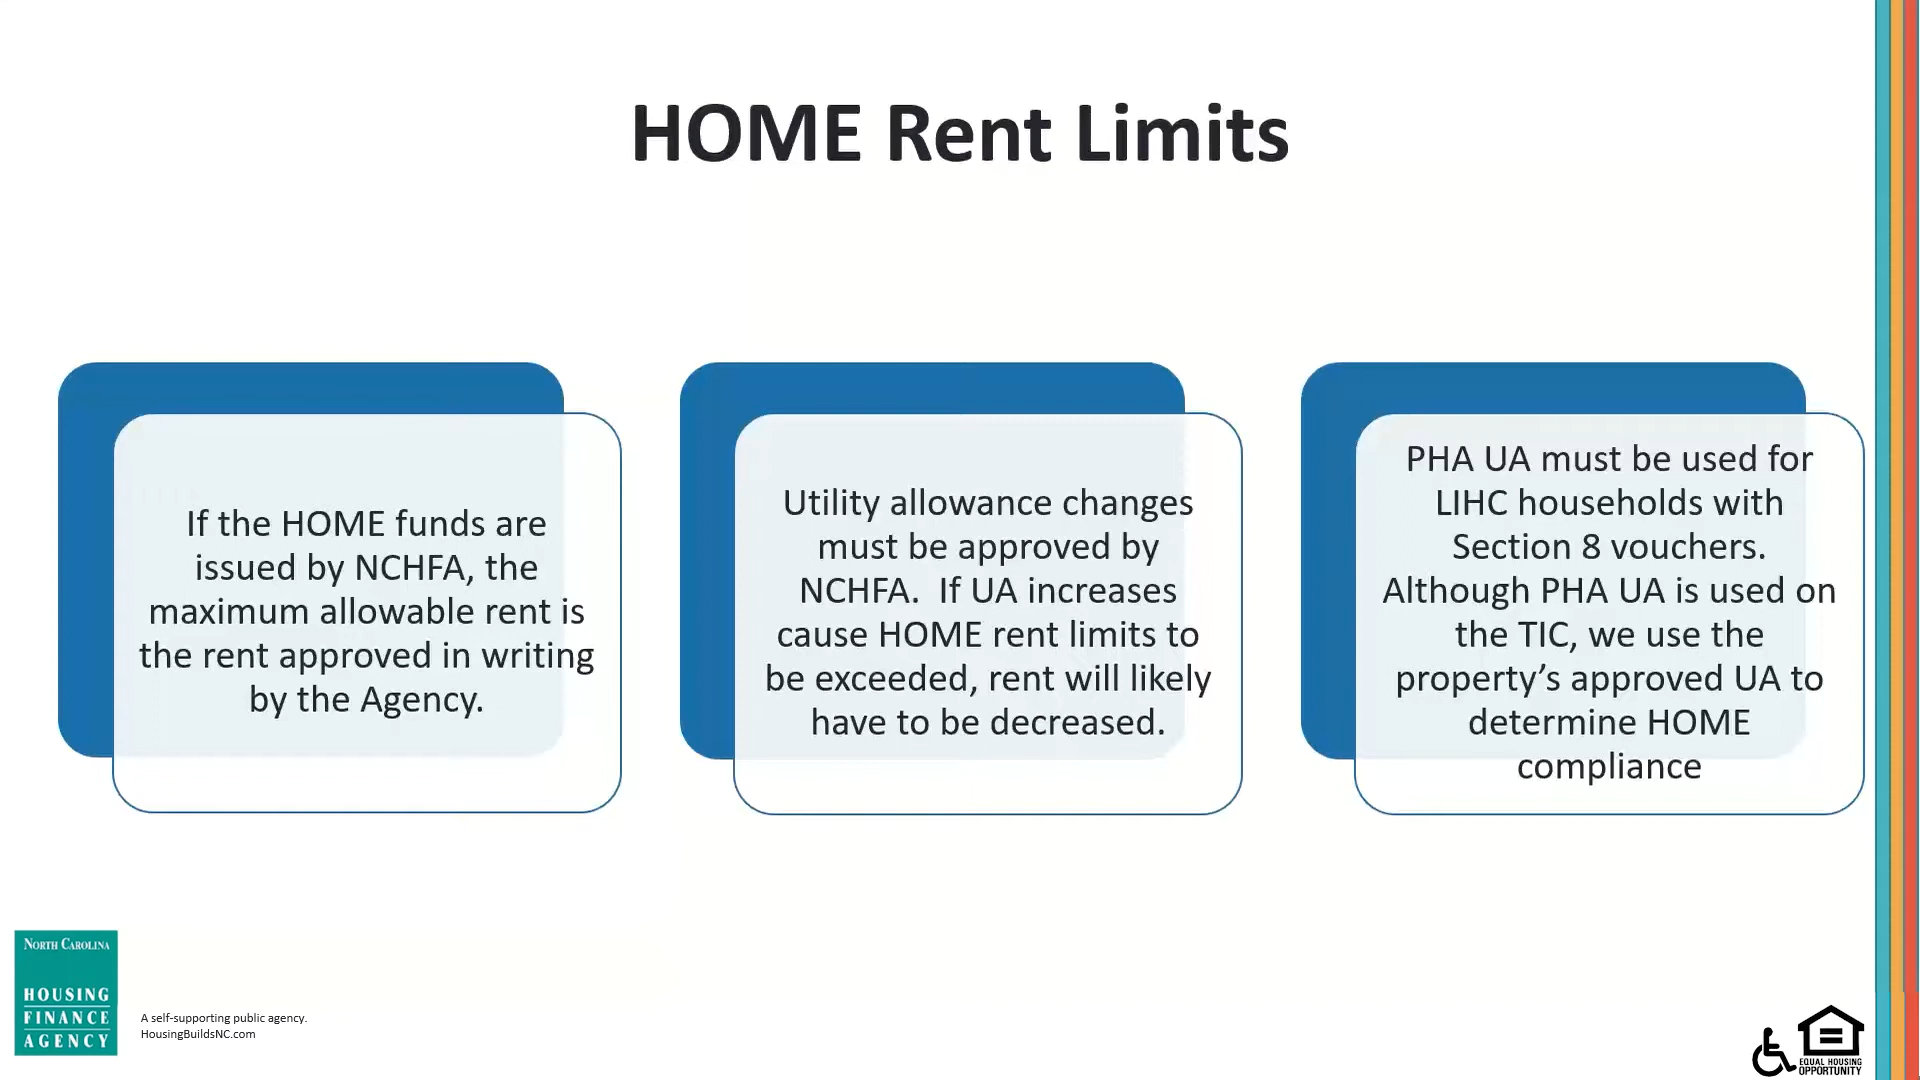 HOME Rent Limits
If the HOME funds are
issued by NCHFA, the
maximum allowable rent is
the rent approved in writing
by the Agency.
Utility allowance changes
must be approved by
NCHFA.  If UA increases
cause HOME rent limits to
be exceeded, rent will likely
have to be decreased.
PHA UA must be used for
LIHC households with
Section 8 vouchers.
Although PHA UA is used on
the TIC, we use the
property’s approved UA to
determine HOME
compliance
NORTH CAROLINA
HOUSING
FINANCE
AGENCY
A self-supporting public agency.
HousingBuildsNC.com
EQUAL HOUSING
OPPORTUNITY